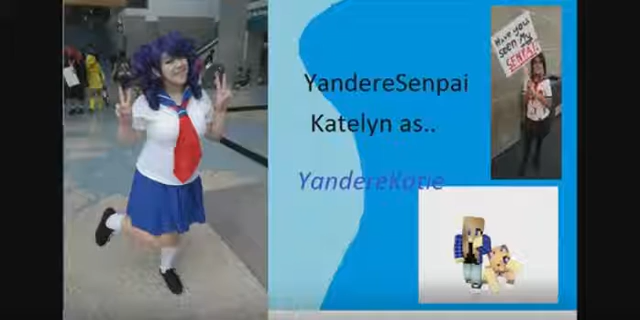 YandereSenpai
Katelyn as..
YandereKatie
Have you
seen My
SENPAI?